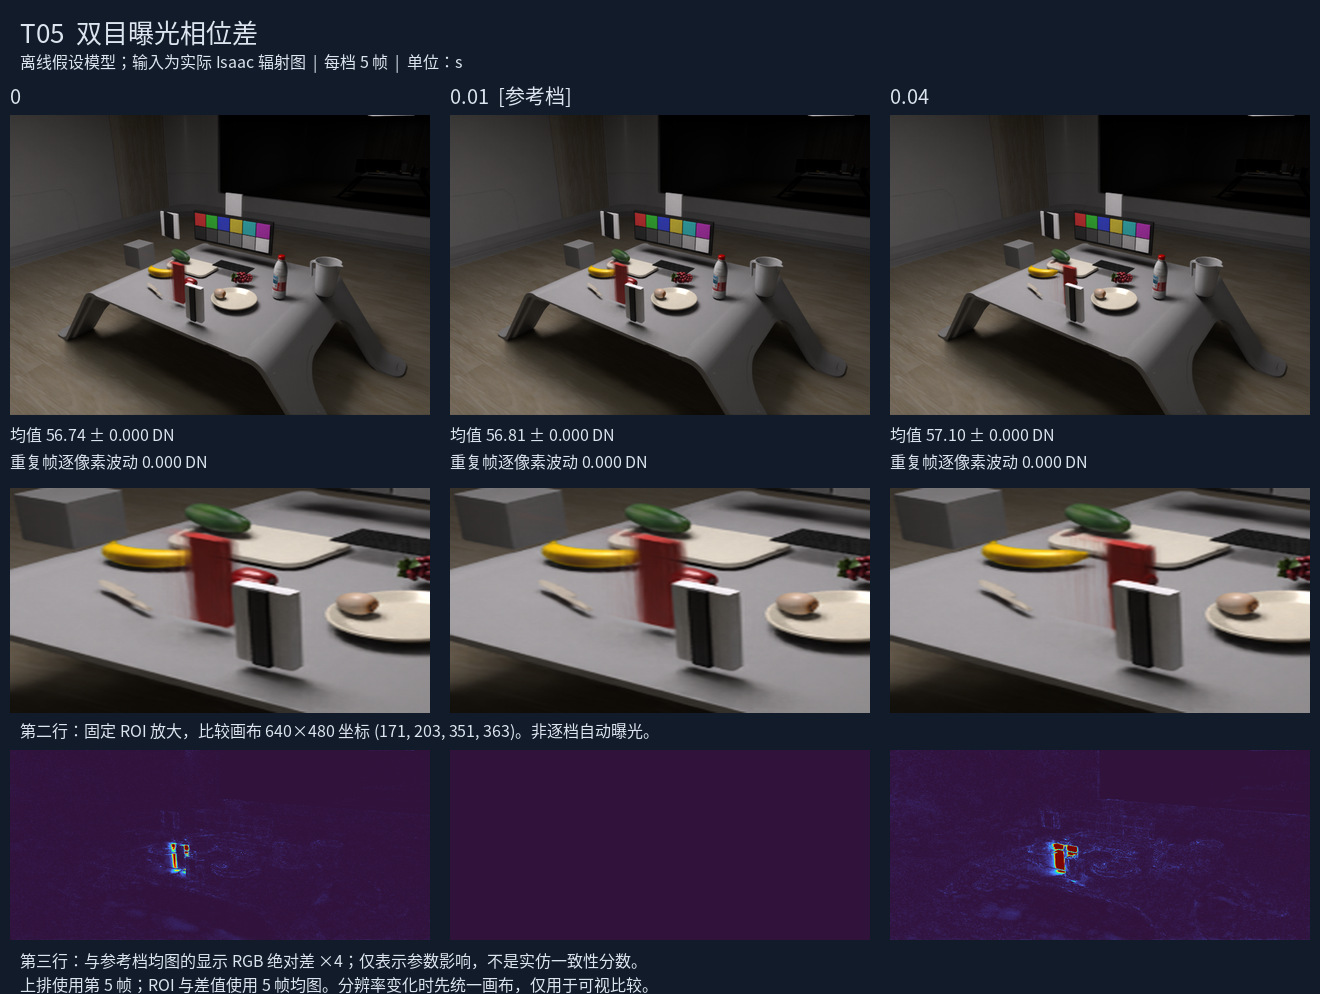 T05 双目曝光相位差
离线假设模型；输入为实际 Isaac 辐射图 | 每档 5 帧 | 单位：s
0
0.01 [参考档]
0.04
均值 56.74 ± 0.000 DN
均值 56.81 ± 0.000 DN
均值 57.10 ± 0.000 DN
重复帧逐像素波动 0.000 DN
重复帧逐像素波动 0.000 DN
重复帧逐像素波动 0.000 DN
第二行：固定 ROI 放大，比较画布 640×480 坐标 (171, 203, 351, 363)。非逐档自动曝光。
第三行：与参考档均图的显示 RGB 绝对差 ×4；仅表示参数影响，不是实仿一致性分数。
上排使用第 5 帧；ROI 与差值使用 5 帧均图。分辨率变化时先统一画布，仅用于可视比较。